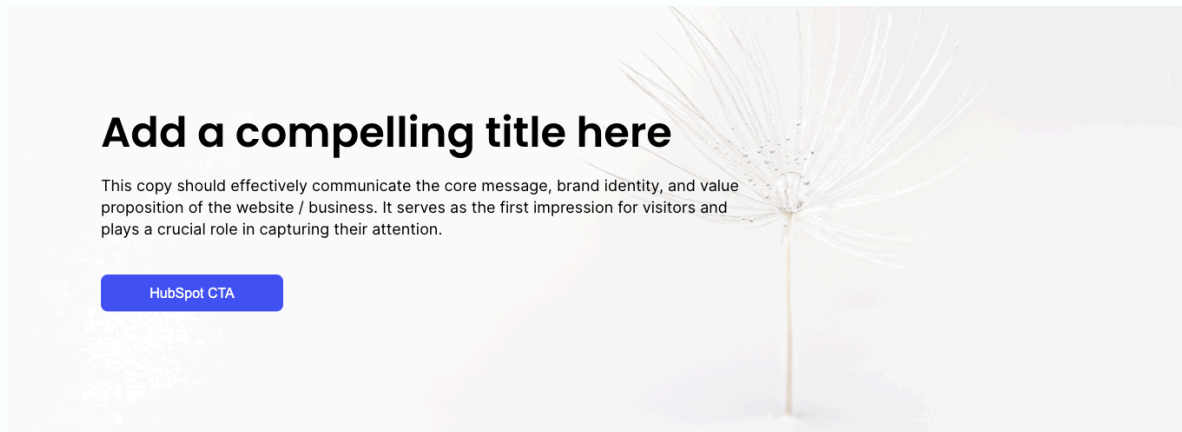 Add a compelling title here
This copy should effectively communicate the core message, brand identity, and value
proposition of the website / business. It serves as the first impression for visitors and
plays a crucial role in capturing their attention.
HubSpot CTA